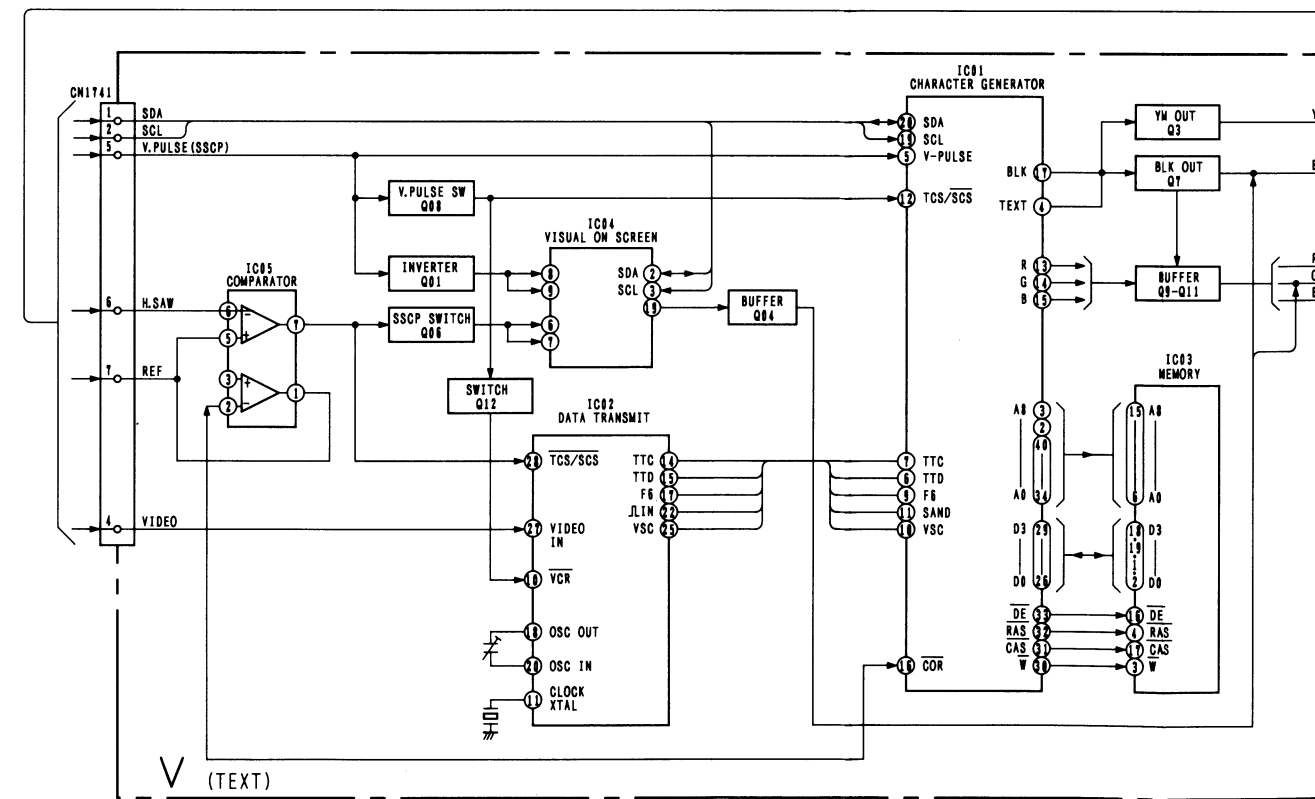 IC01
CHARACTER GENERATOR
CN1741
1 SDA
2 SCL
5 V.PULSE(SSCP)
20 SDA
19 SCL
5 V-PULSE
YM OUT
Q3
BLK 17
BLK OUT
Q7
V.PULSE SW
Q08
12 TCS/SCS
TEXT 4
IC04
VISUAL ON SCREEN
IC05
COMPARATOR
INVERTER
Q01
8
9
SDA 2
SCL 3
19
BUFFER
Q04
R 13
G 14
B 15
BUFFER
Q9-Q11
6 H.SAW
6
5
7
SSCP SWITCH
Q06
6
7
7 REF
3
2
1
SWITCH
Q12
IC03
MEMORY
IC02
DATA TRANSMIT
A8 3
2
40
A0 34
15 A8
6 A0
TCS/SCS
TTC 14
TTD 15
F6 17
LIN 22
VSC 25
7 TTC
6 TTD
9 F6
11 SAND
10 VSC
4 VIDEO
27 VIDEO
IN
D3 29
D0 26
18 D3
19
1
2 D0
10 VCR
18 OSC OUT
20 OSC IN
11 CLOCK
XTAL
OE 33
RAS 32
CAS 31
W 30
16 OE
4 RAS
17 CAS
3 W
16 COR
V (TEXT)